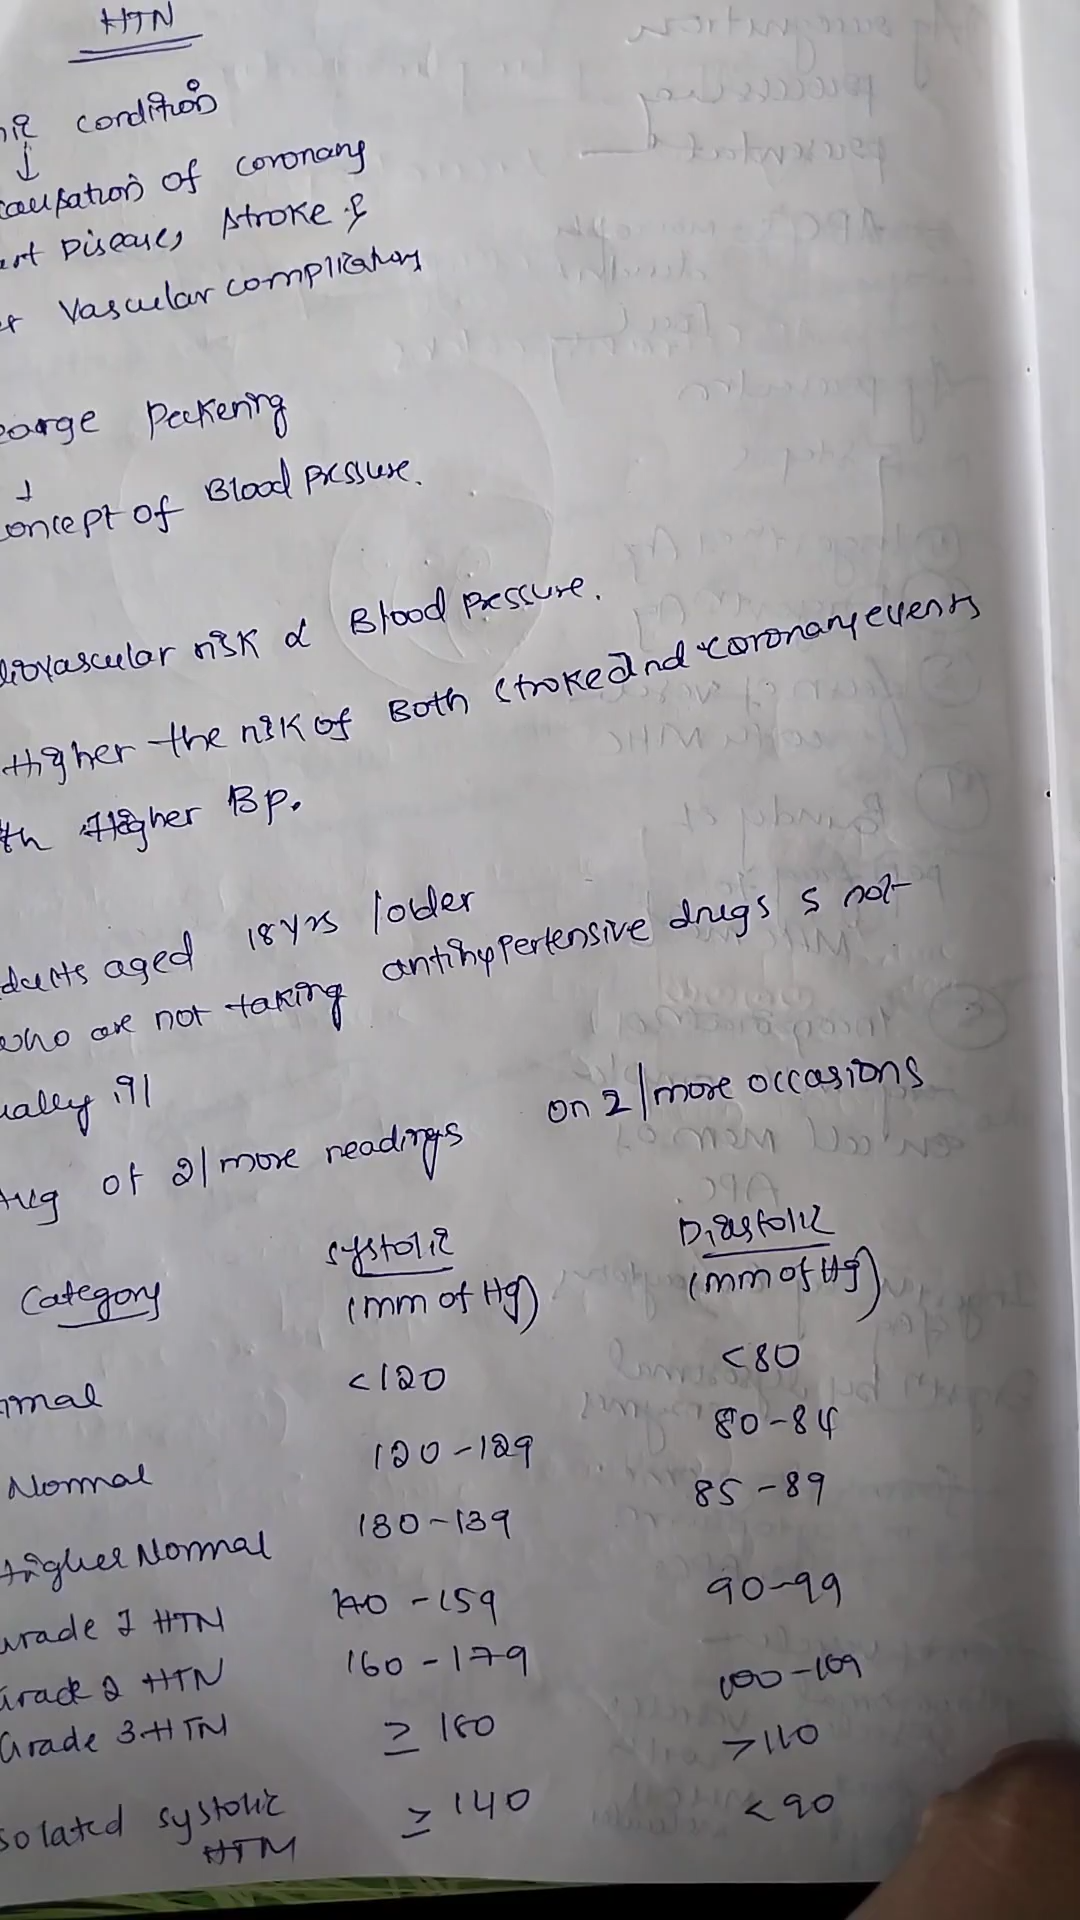 HTN
condition
↓
causation of coronary
Disease, stroke &
vascular complications
Peckering
↓
concept of Blood pressure.
risk α Blood pressure.
Higher the risk of Both stroke and coronary events
Higher BP.
aged 18yrs / older
who are not taking antihypertensive drugs s not
ill
of 2/more readings on 2/more occasions
Category Systolic Diastolic
(mm of Hg) (mm of Hg)
<120 <80
Normal 120-129 80-84
Higher Normal 130-139 85-89
Grade 1 HTN 140-159 90-99
Grade 2 HTN 160-179 100-109
Grade 3 HTN ≥ 180 >110
systolic ≥ 140 <90
HTN